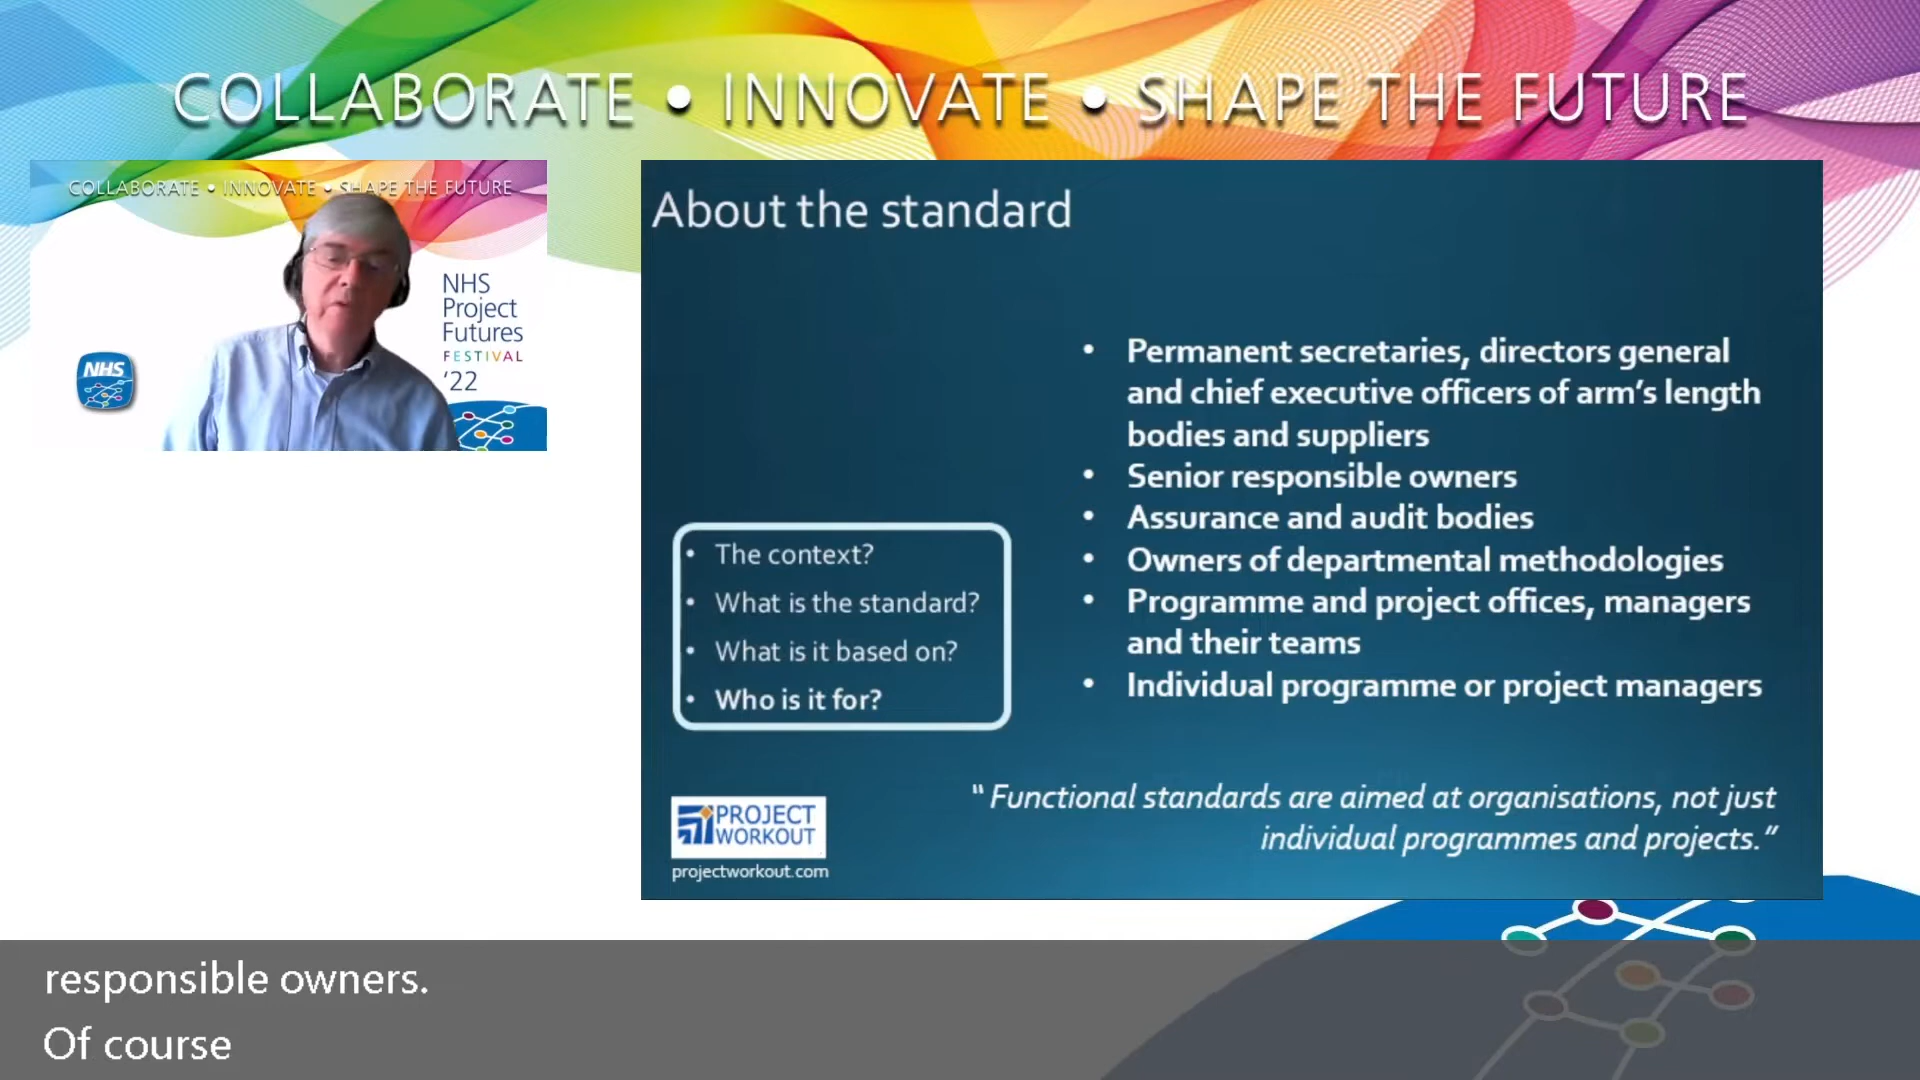 COLLABORATE • INNOVATE • SHAPE THE FUTURE
COLLABORATE • INNOVATE • SHAPE THE FUTURE
NHS
Project
Futures
FESTIVAL
'22
NHS
About the standard
• The context?
• What is the standard?
• What is it based on?
• Who is it for?
• Permanent secretaries, directors general
and chief executive officers of arm's length
bodies and suppliers
• Senior responsible owners
• Assurance and audit bodies
• Owners of departmental methodologies
• Programme and project offices, managers
and their teams
• Individual programme or project managers
“ Functional standards are aimed at organisations, not just
individual programmes and projects.”
PROJECT
WORKOUT
projectworkout.com
responsible owners.
Of course